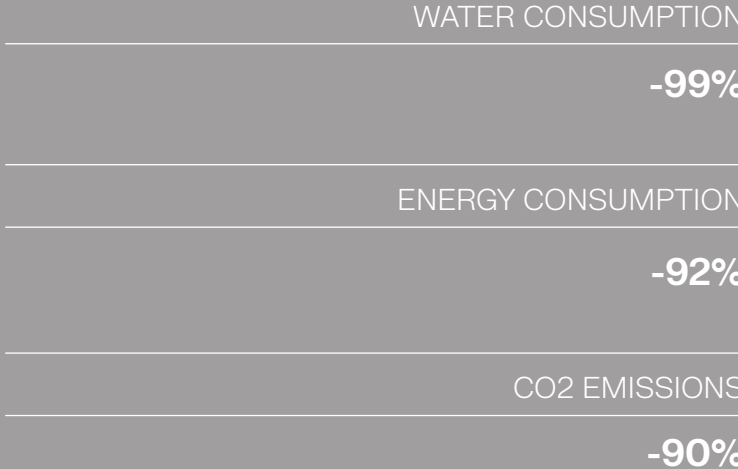 WATER CONSUMPTION
-99%
ENERGY CONSUMPTION
-92%
CO2 EMISSIONS
-90%